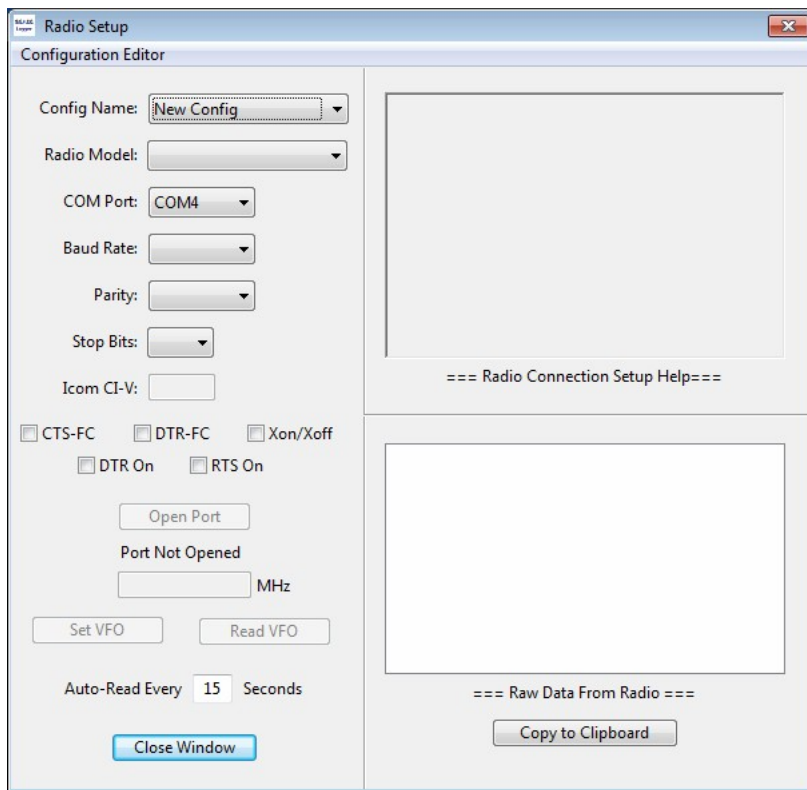 Radio Setup
Configuration Editor
Config Name: New Config
Radio Model:
COM Port: COM4
Baud Rate:
Parity:
Stop Bits:
Icom CI-V:
CTS-FC DTR-FC Xon/Xoff
DTR On RTS On
Open Port
Port Not Opened
MHz
Set VFO Read VFO
Auto-Read Every 15 Seconds
Close Window
=== Radio Connection Setup Help===
=== Raw Data From Radio ===
Copy to Clipboard